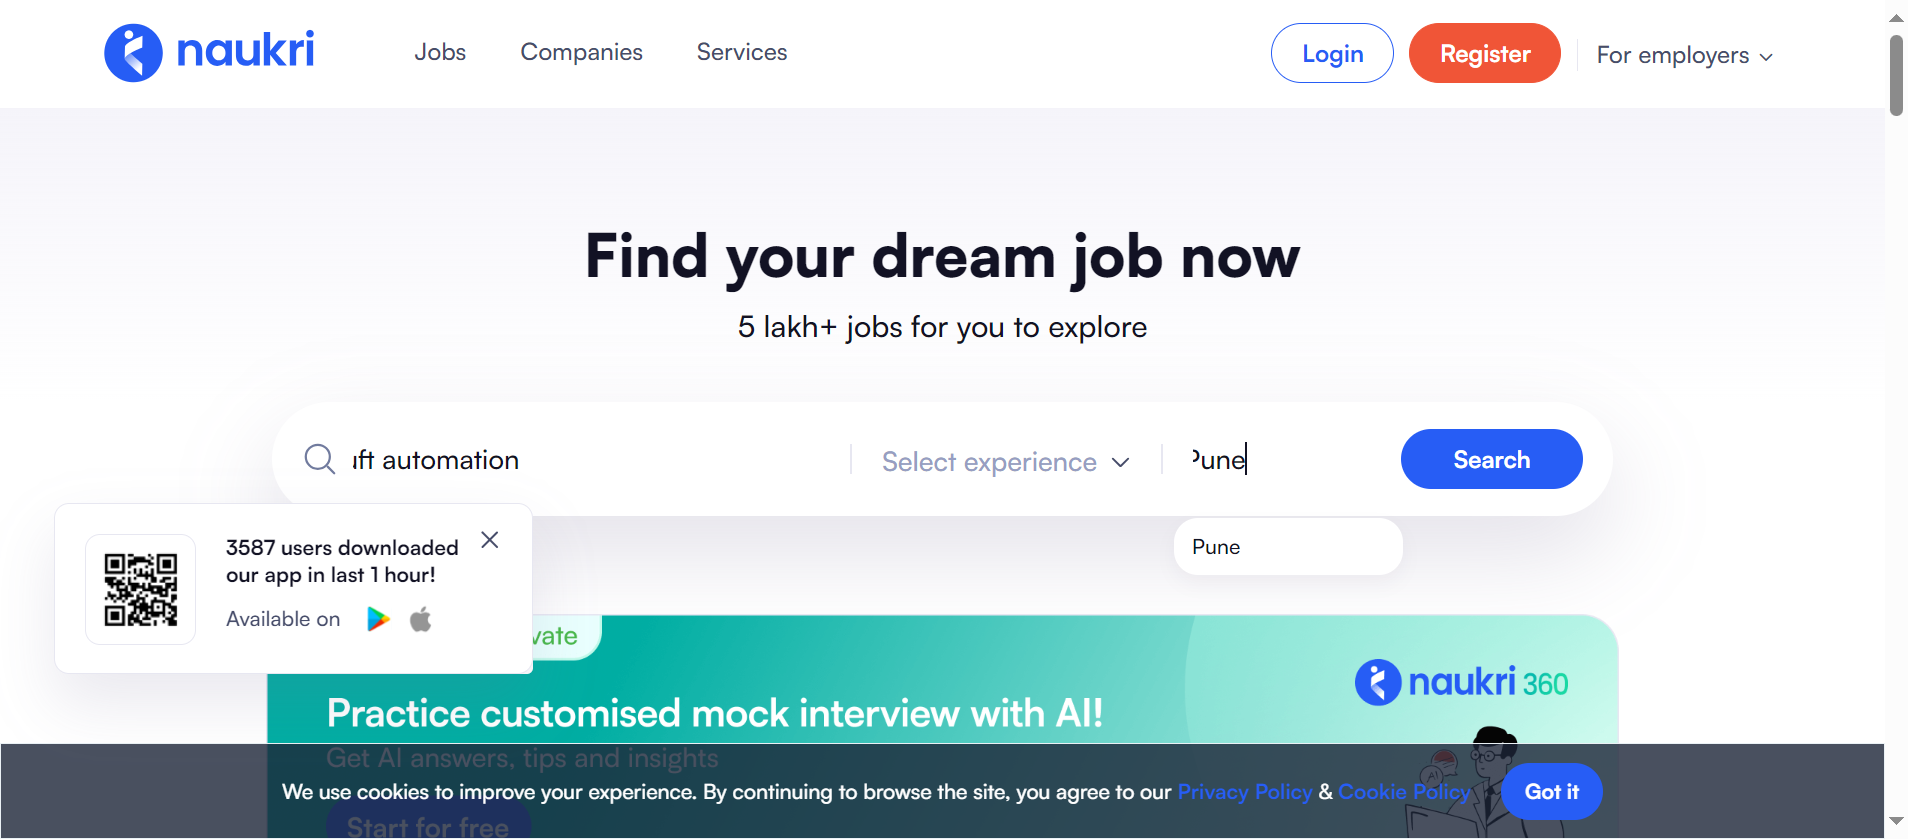 naukri
Jobs Companies Services
Login Register For employers
Find your dream job now
5 lakh+ jobs for you to explore
uft automation Select experience Pune Search
Pune
3587 users downloaded
our app in last 1 hour!
Available on
vate
naukri 360
Practice customised mock interview with AI!
Get AI answers, tips and insights
AI
We use cookies to improve your experience. By continuing to browse the site, you agree to our Privacy Policy & Cookie Policy Got it
Start for free